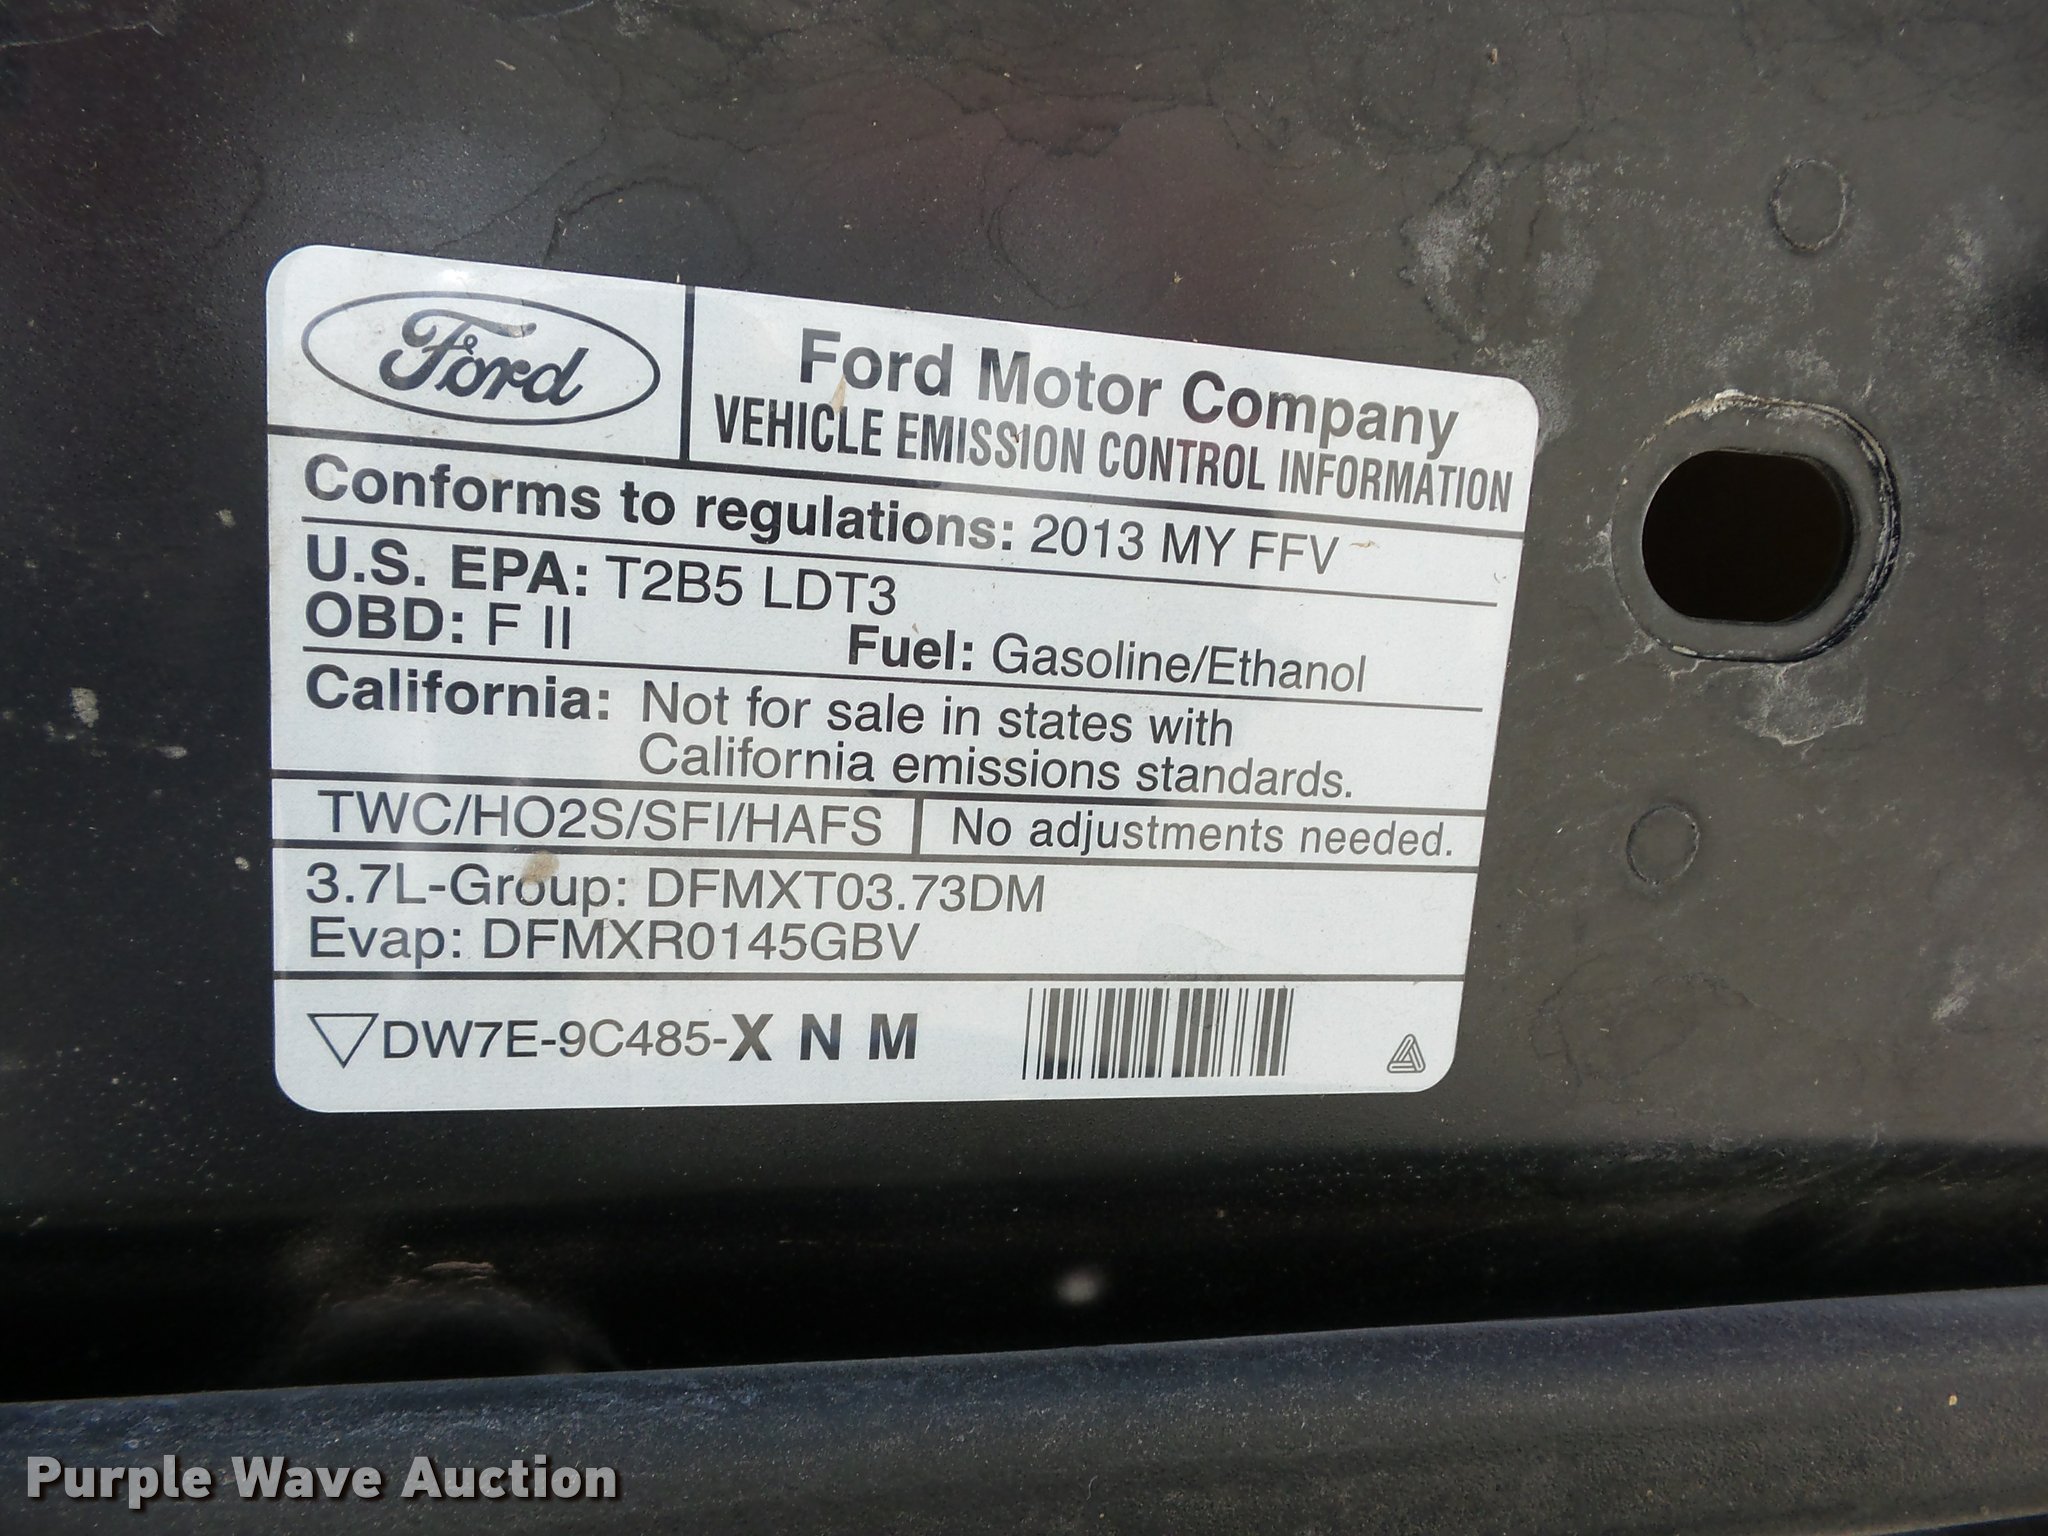 Ford
Ford Motor Company
VEHICLE EMISSION CONTROL INFORMATION
Conforms to regulations: 2013 MY FFV
U.S. EPA: T2B5 LDT3
OBD: F II Fuel: Gasoline/Ethanol
California: Not for sale in states with
California emissions standards.
TWC/HO2S/SFI/HAFS No adjustments needed.
3.7L-Group: DFMXT03.73DM
Evap: DFMXR0145GBV
DW7E-9C485-X N M
Purple Wave Auction